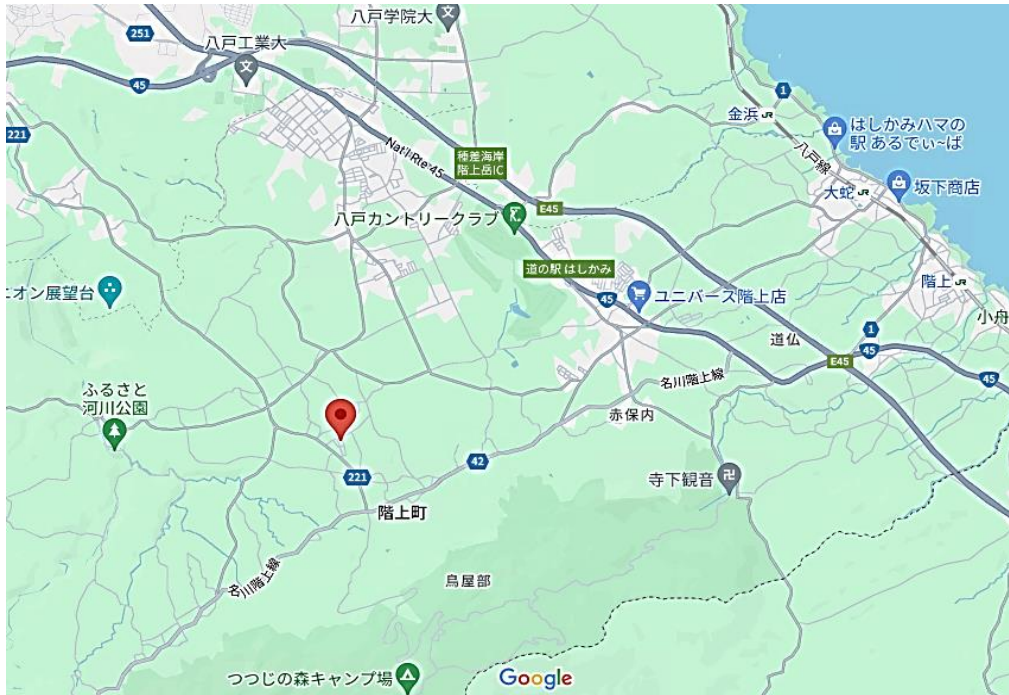 八戸学院大
251
八戸工業大
45
221
1
金浜 JR
はしかみハマの
駅 あるでぃ~ば
八戸線
Nat'l Rte 45
種差海岸
階上岳IC
大蛇 JR
坂下商店
八戸カントリークラブ
E45
道の駅 はしかみ
階上 JR
ニオン展望台
45
ユニバース階上店
小舟
1
道仏
45
E45
45
名川階上線
ふるさと
河川公園
赤保内
42
221
寺下観音
階上町
鳥屋部
名川階上線
つつじの森キャンプ場
Google